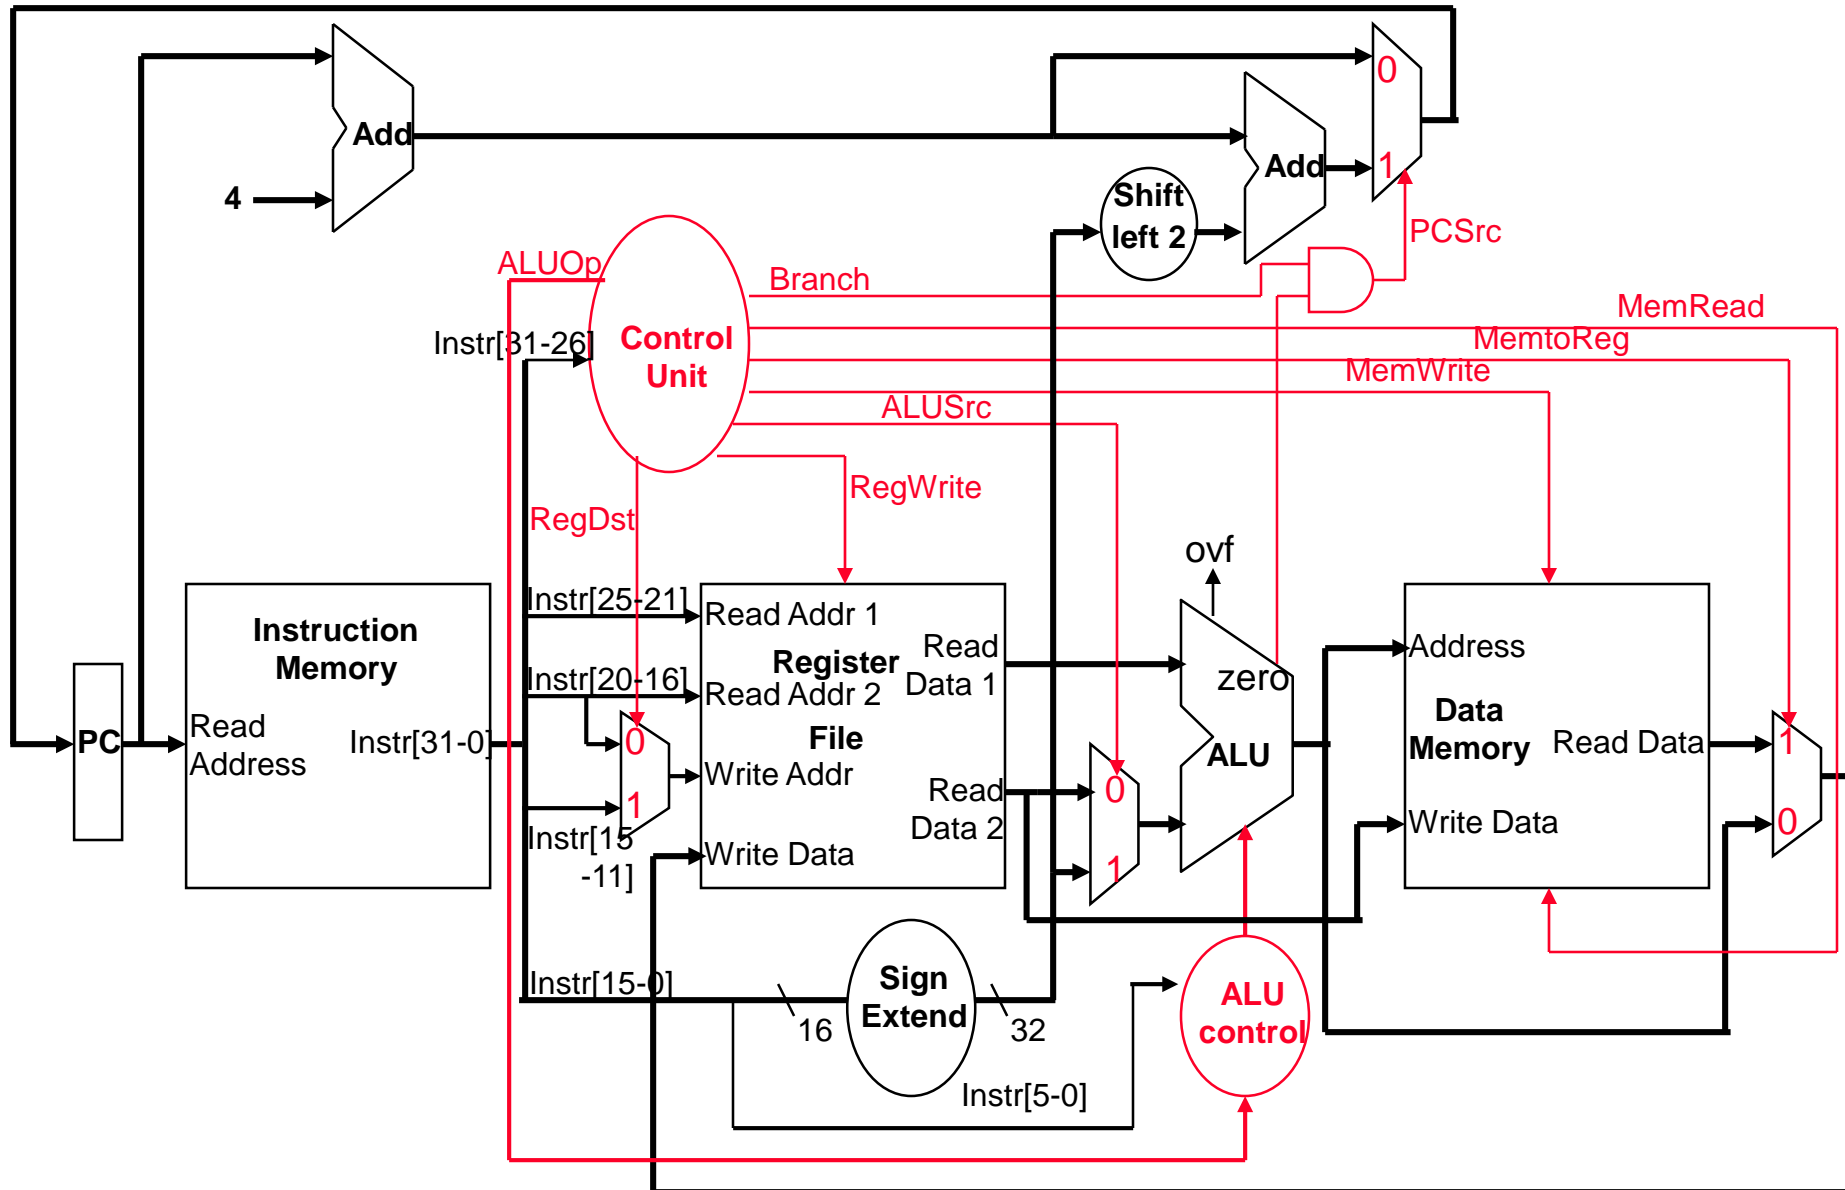 0
Add
Add
1
4
Shift
left 2
PCSrc
ALUOp
Branch
MemRead
Instr[31-26]
Control
Unit
MemtoReg
MemWrite
ALUSrc
RegWrite
RegDst
ovf
Instr[25-21]
Read Addr 1
Instruction
Memory
Register
Read
Data 1
zero
Address
Instr[20-16]
Read Addr 2
Data
Memory
PC
Read
Address
Instr[31-0]
0
File
ALU
Read Data
1
Write Addr
1
Read
Data 2
0
Write Data
0
Instr[15
-11]
Write Data
1
Instr[15-0]
Sign
Extend
16
32
ALU
control
Instr[5-0]